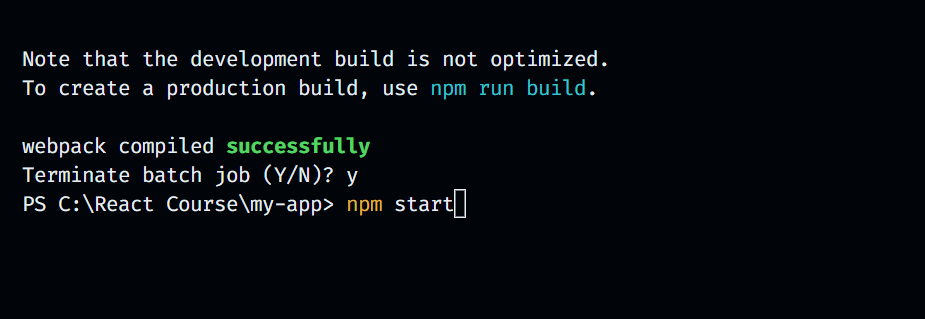 Note that the development build is not optimized.
To create a production build, use npm run build.
webpack compiled successfully
Terminate batch job (Y/N)? y
PS C:\React Course\my-app> npm start